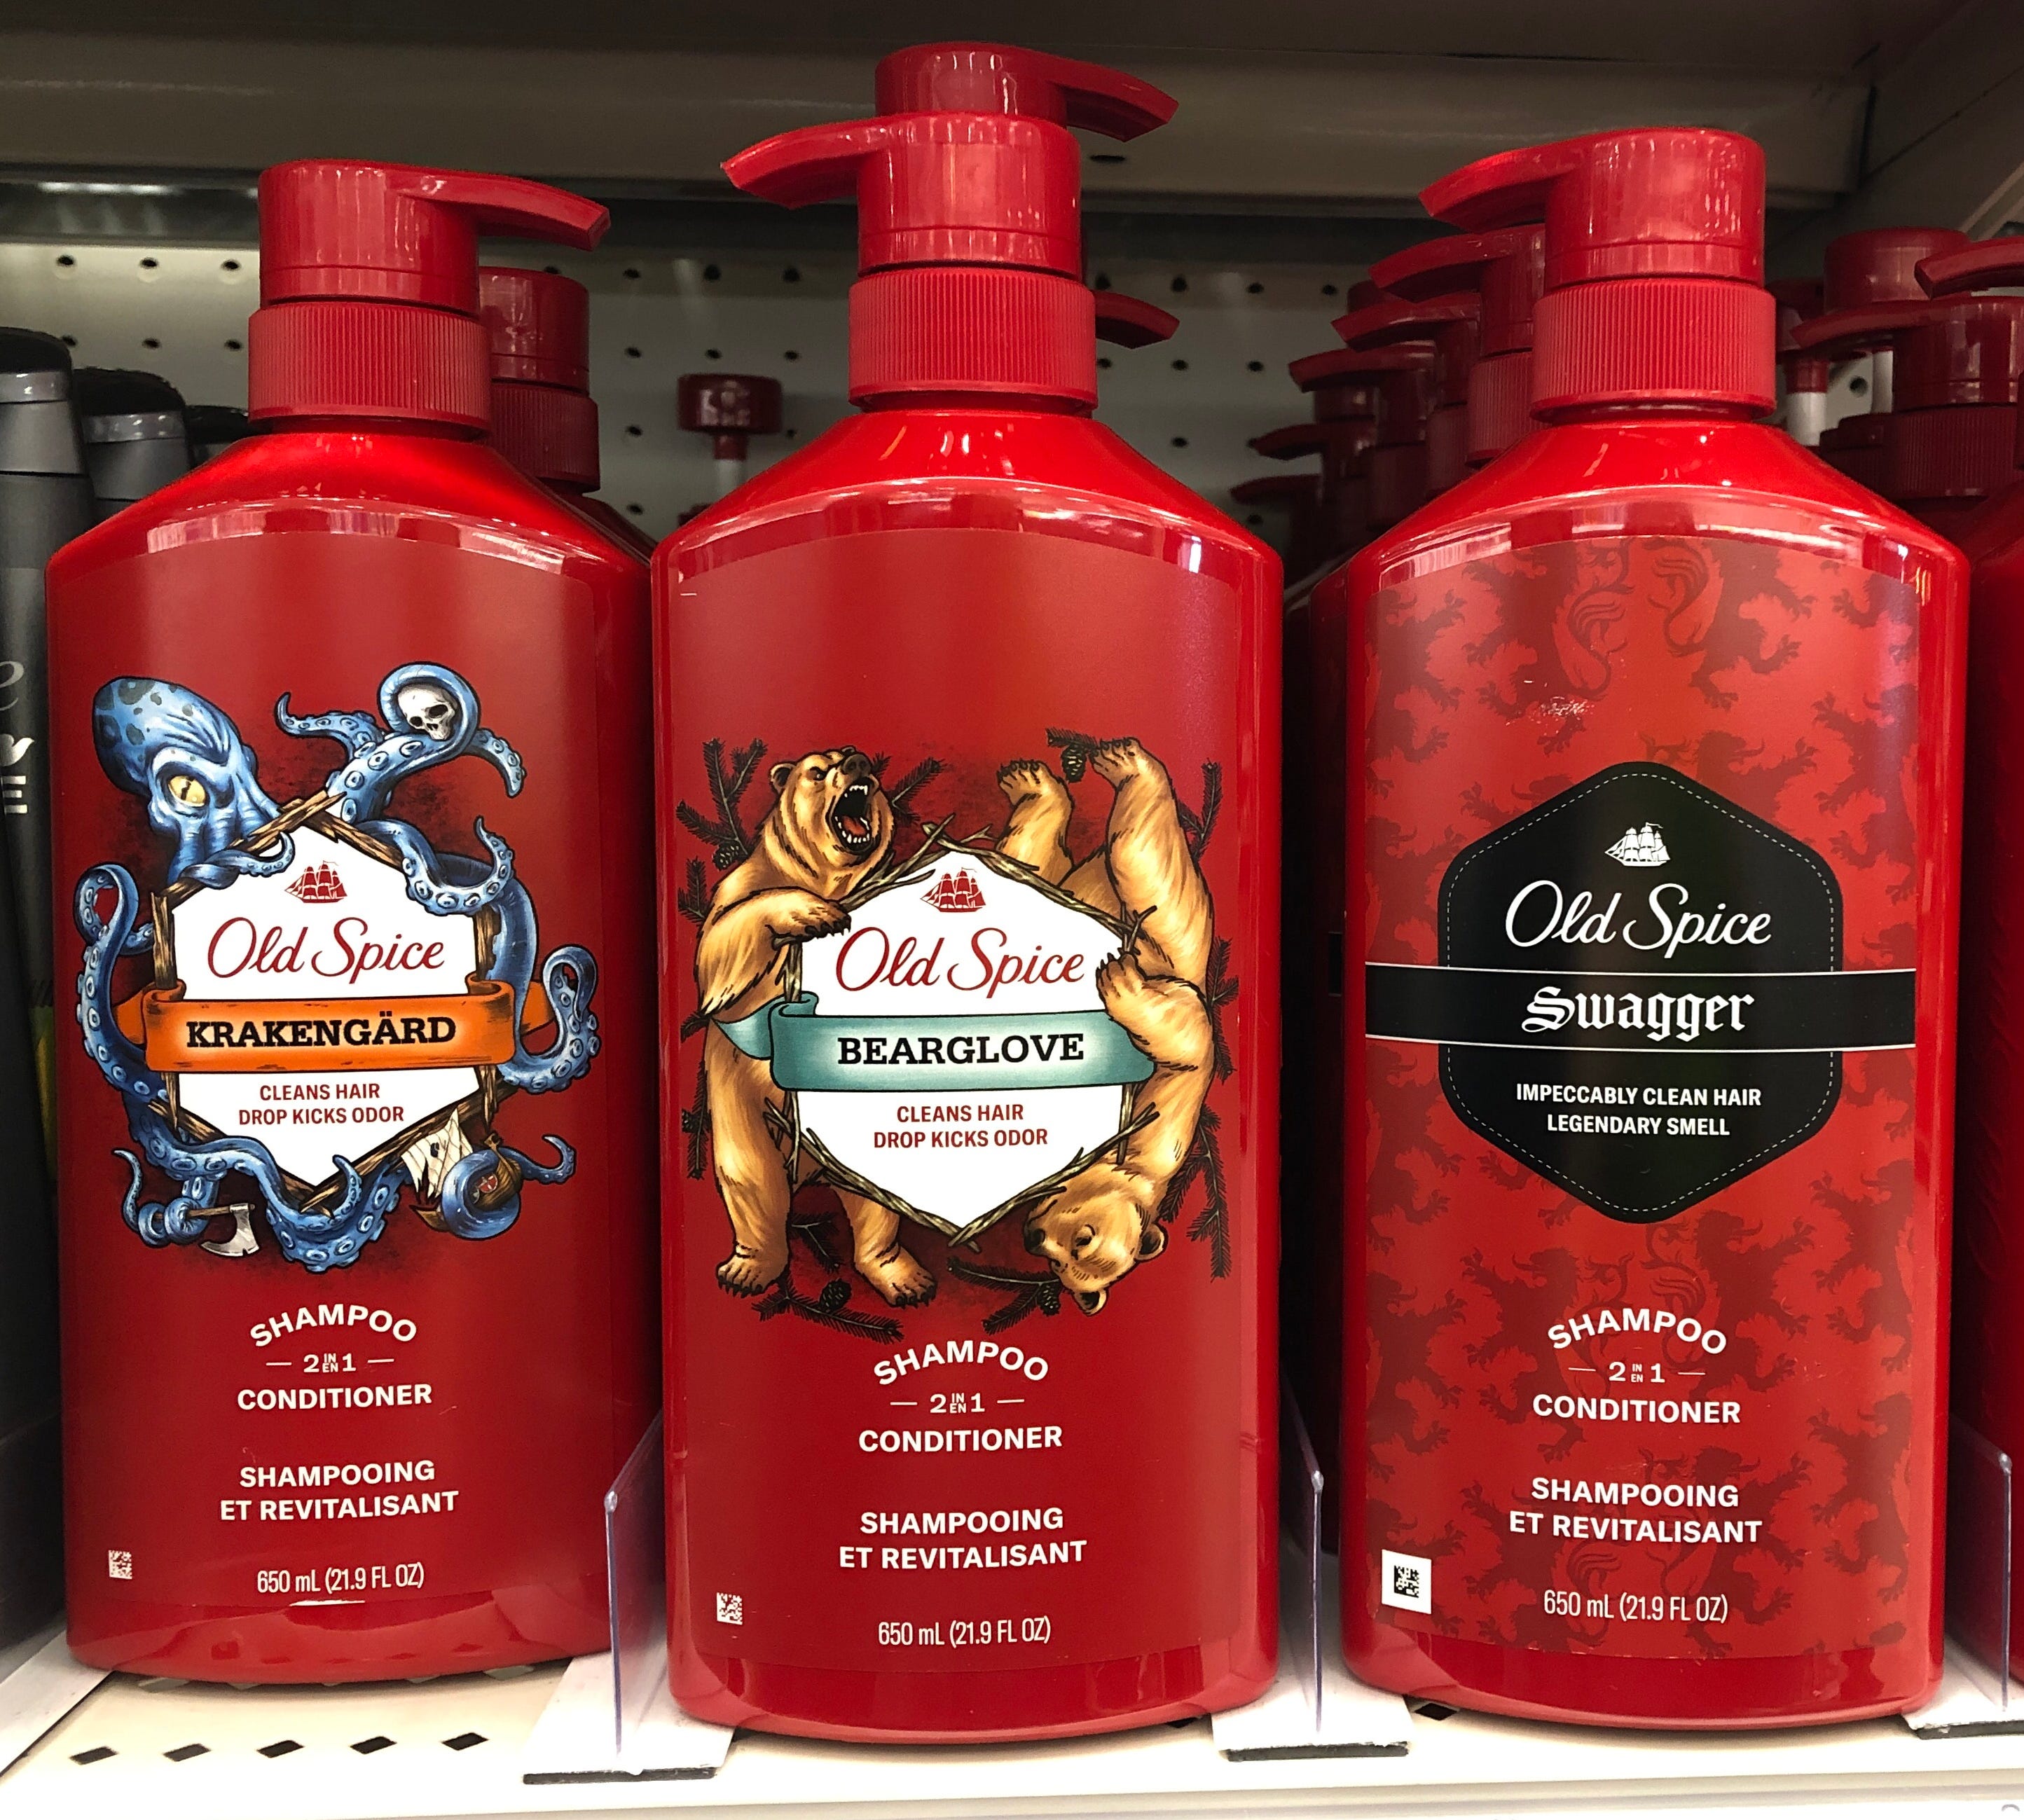 Old Spice
KRAKENGÄRD
CLEANS HAIR
DROP KICKS ODOR
SHAMPOO
2 IN EN 1
CONDITIONER
SHAMPOOING
ET REVITALISANT
650 mL (21.9 FL OZ)
Old Spice
BEARGLOVE
CLEANS HAIR
DROP KICKS ODOR
SHAMPOO
2 IN EN 1
CONDITIONER
SHAMPOOING
ET REVITALISANT
650 mL (21.9 FL OZ)
Old Spice
Swagger
IMPECCABLY CLEAN HAIR
LEGENDARY SMELL
SHAMPOO
2 IN EN 1
CONDITIONER
SHAMPOOING
ET REVITALISANT
650 mL (21.9 FL OZ)